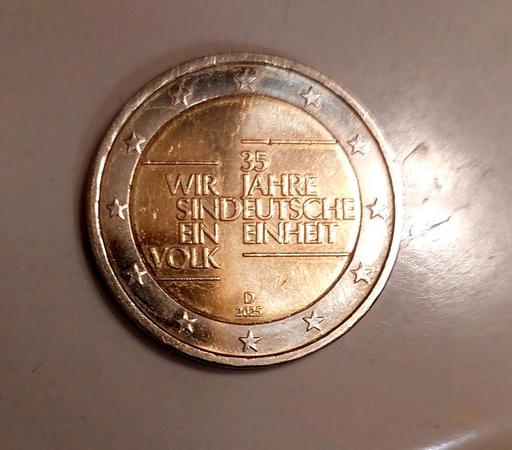 35
WIR JAHRE
SINDEUTSCHE
EIN EINHEIT
VOLK
D
2025